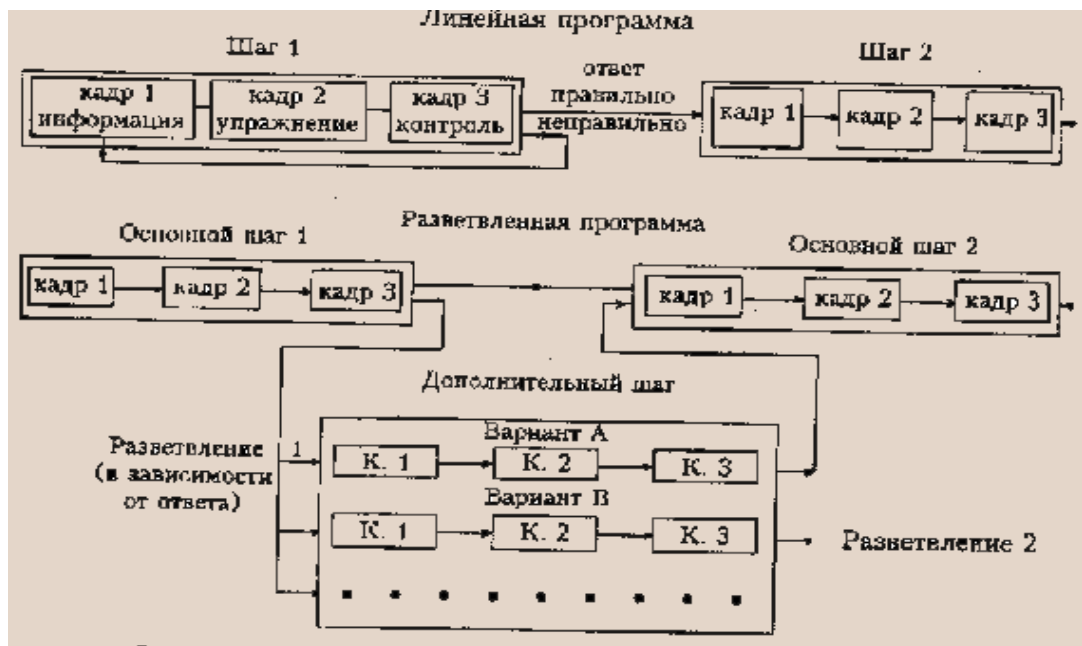 Линейная программа
Шаг 1
Шаг 2
кадр 1
информация
кадр 2
упражнение
кадр 3
контроль
ответ
правильно
неправильно
кадр 1
кадр 2
кадр 3
Разветвленная программа
Основной шаг 1
Основной шаг 2
кадр 1
кадр 2
кадр 3
кадр 1
кадр 2
кадр 3
Дополнительный шаг
Разветвление 1
(в зависимости
от ответа)
Вариант А
К. 1
К. 2
К. 3
Вариант В
К. 1
К. 2
К. 3
Разветвление 2